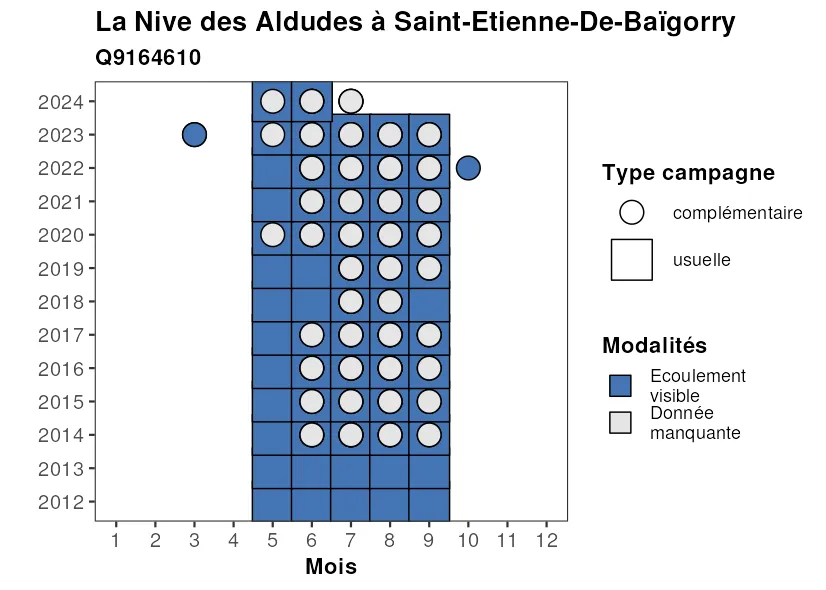 La Nive des Aldudes à Saint-Etienne-De-Baïgorry
Q9164610
2024
2023
2022
2021
2020
2019
2018
2017
2016
2015
2014
2013
2012
1 2 3 4 5 6 7 8 9 10 11 12
Mois
Type campagne
complémentaire
usuelle
Modalités
Ecoulement
visible
Donnée
manquante